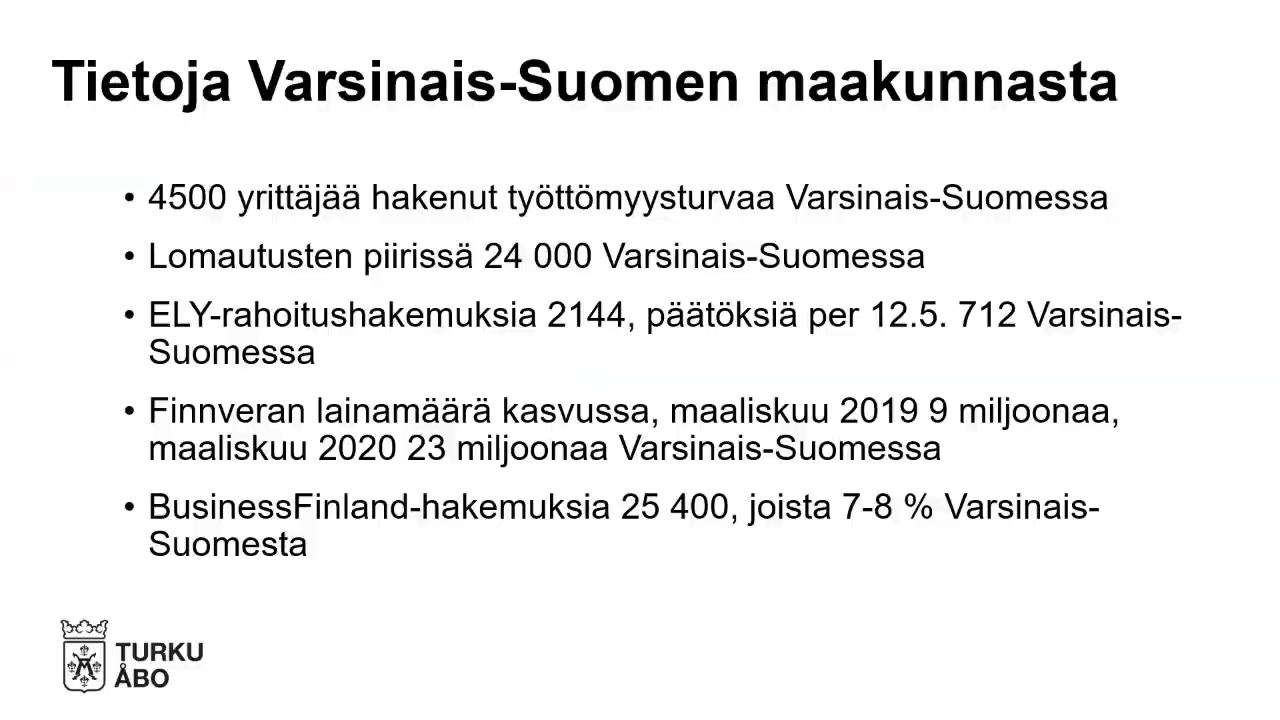 Tietoja Varsinais-Suomen maakunnasta
• 4500 yrittäjää hakenut työttömyysturvaa Varsinais-Suomessa
• Lomautusten piirissä 24 000 Varsinais-Suomessa
• ELY-rahoitushakemuksia 2144, päätöksiä per 12.5. 712 Varsinais-
Suomessa
• Finnveran lainamäärä kasvussa, maaliskuu 2019 9 miljoonaa,
maaliskuu 2020 23 miljoonaa Varsinais-Suomessa
• BusinessFinland-hakemuksia 25 400, joista 7-8 % Varsinais-
Suomesta
TURKU
ÅBO